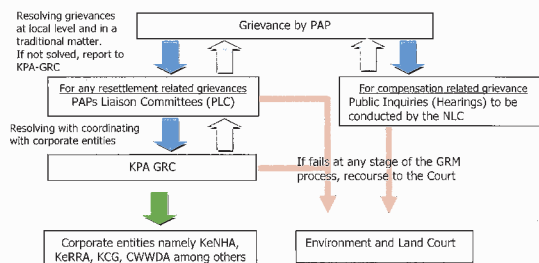 Resolving grievances
at local level and in a
traditional matter.
If not solved, report to
KPA-GRC
Grievance by PAP
For any resettlement related grievances
PAPs Liaison Committees (PLC)
For compensation related grievance
Public Inquiries (Hearings) to be
conducted by the NLC
Resolving with coordinating
with corporate entities
KPA GRC
If fails at any stage of the GRM
process, recourse to the Court
Corporate entities namely KeNHA,
KeRRA, KCG, CWWDA among others
Environment and Land Court